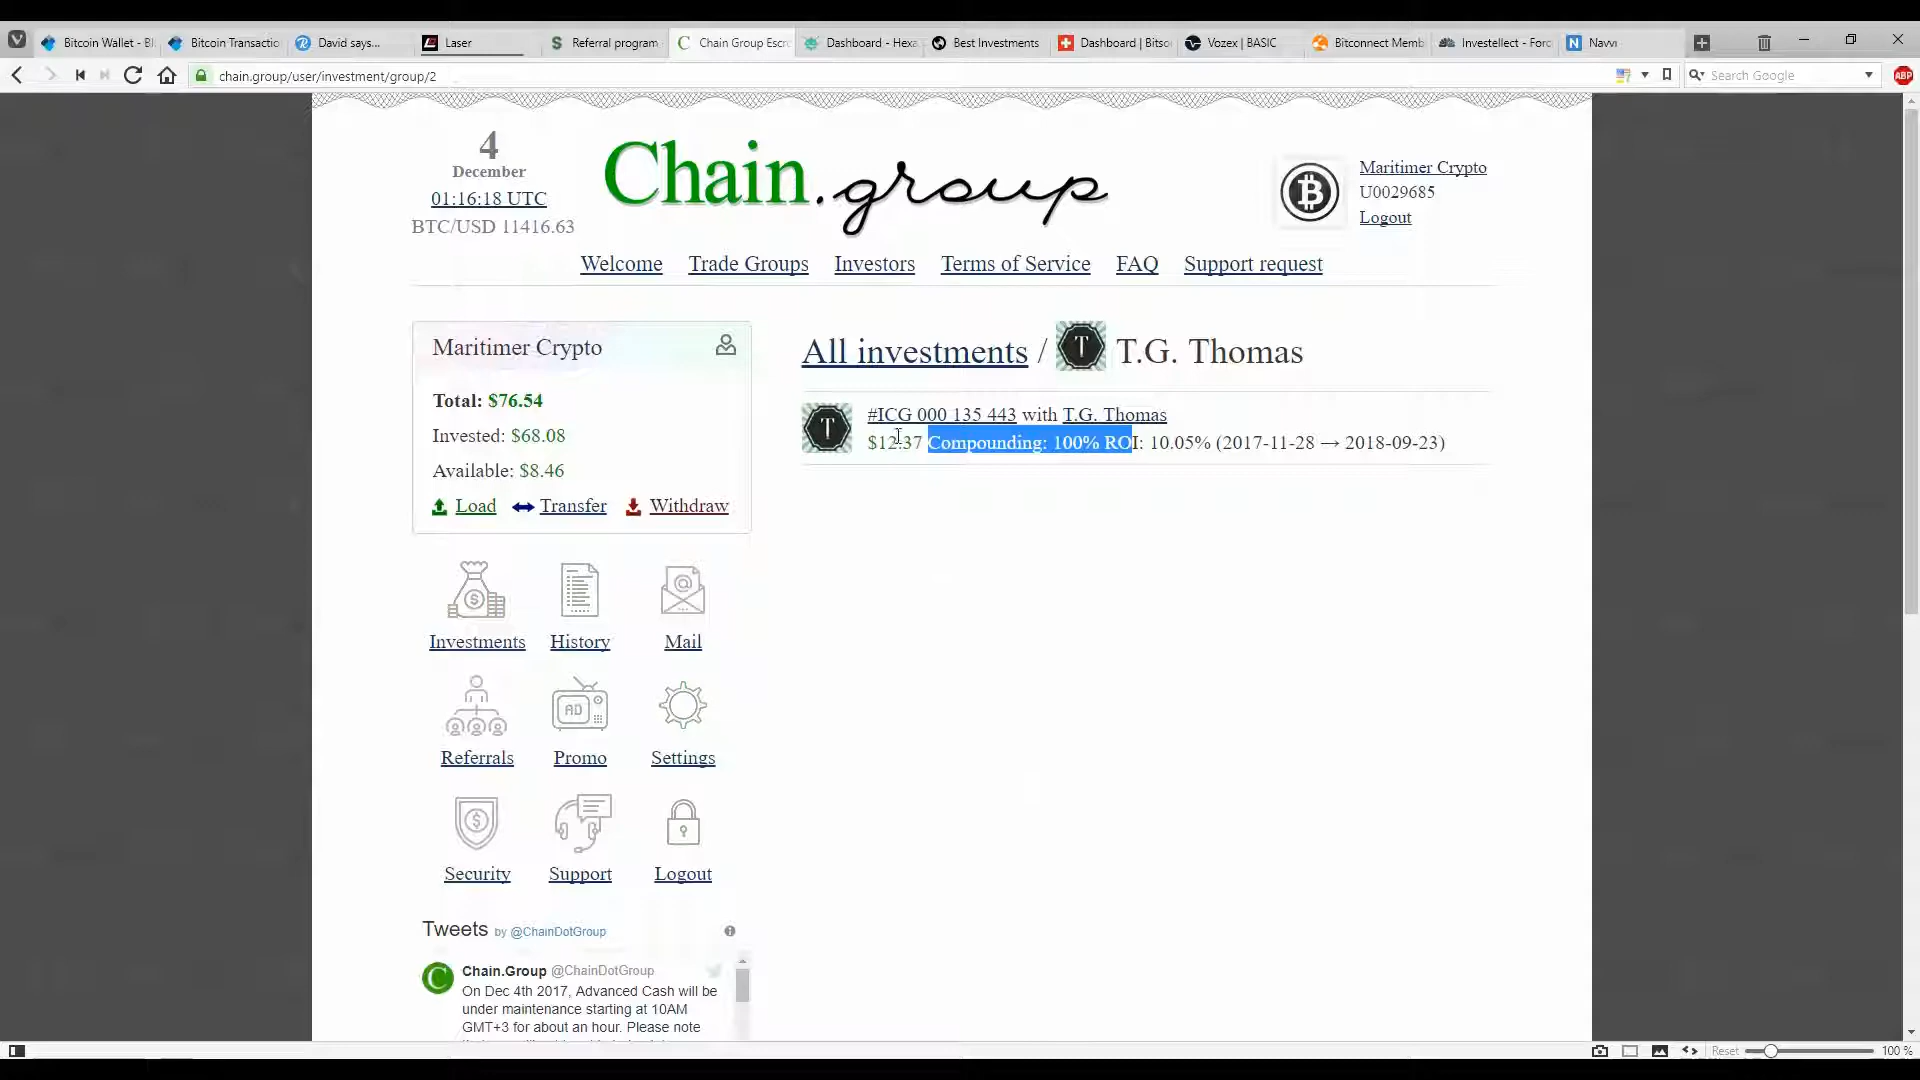 Bitcoin Wallet - Bl
Bitcoin Transactio
David says...
Laser
Referral program
Chain Group Escr
Dashboard - Hexa
Best Investments
Dashboard | Bitso
Vozex | BASIC
Bitconnect Memb
Investellect - Forc
Navvi
chain.group/user/investment/group/2
Search Google
ABP
4
December
01:16:18 UTC
BTC/USD 11416.63
Chain.group
Maritimer Crypto
U0029685
Logout
Welcome Trade Groups Investors Terms of Service FAQ Support request
Maritimer Crypto
Total: $76.54
Invested: $68.08
Available: $8.46
Load Transfer Withdraw
All investments / T T.G. Thomas
T
#ICG 000 135 443 with T.G. Thomas
$12.37 Compounding: 100% ROI: 10.05% (2017-11-28 → 2018-09-23)
Investments History Mail
AD
Referrals Promo Settings
Security Support Logout
Tweets by @ChainDotGroup
Chain.Group @ChainDotGroup
On Dec 4th 2017, Advanced Cash will be
under maintenance starting at 10AM
GMT+3 for about an hour. Please note
Reset 100 %